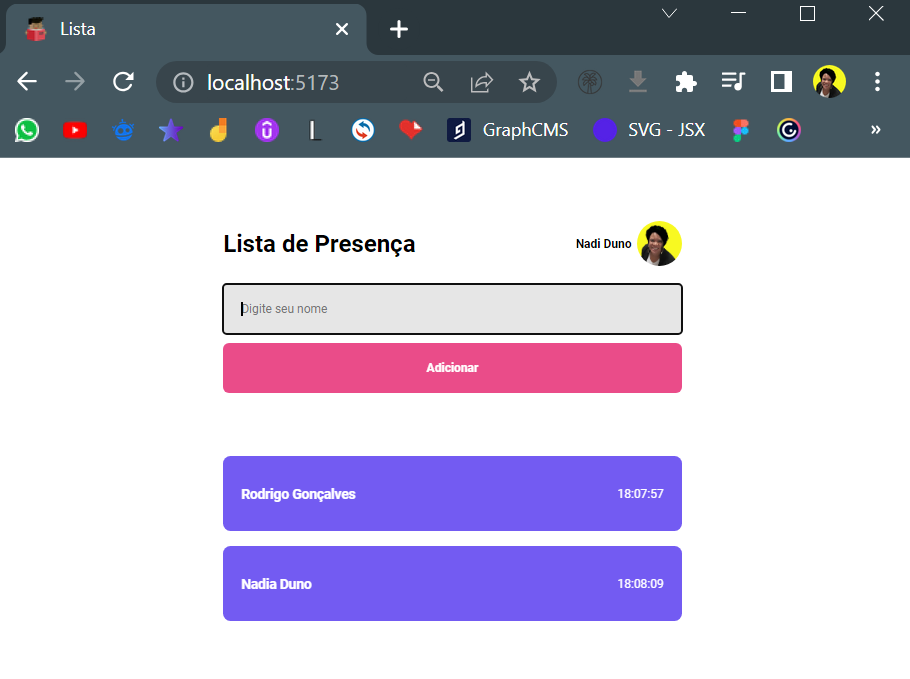 Lista
localhost:5173
GraphCMS SVG - JSX »
Lista de Presença Nadi Duno
Digite seu nome
Adicionar
Rodrigo Gonçalves 18:07:57
Nadia Duno 18:08:09